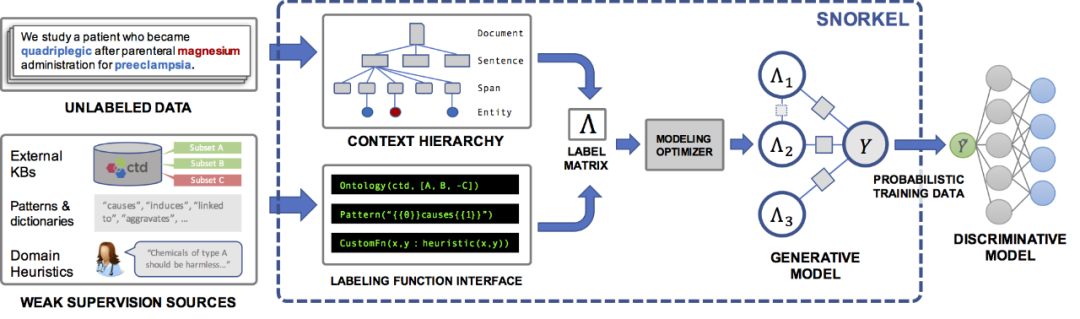 We study a patient who became
quadriplegic after parenteral magnesium
administration for preeclampsia.
UNLABELED DATA
External
KBs
ctd
Subset A
Subset B
Subset C
Patterns &
dictionaries
“causes”, “induces”, “linked
to”, “aggravates”, ...
Domain
Heuristics
“Chemicals of type A
should be harmless…”
WEAK SUPERVISION SOURCES
SNORKEL
Document
Sentence
Span
Entity
CONTEXT HIERARCHY
Ontology(ctd, [A, B, -C])
Pattern(“{{0}}causes{{1}}”)
CustomFn(x,y : heuristic(x,y))
LABELING FUNCTION INTERFACE
Λ
LABEL
MATRIX
MODELING
OPTIMIZER
Λ1
Λ2
Λ3
Y
GENERATIVE
MODEL
Ŷ
PROBABILISTIC
TRAINING DATA
DISCRIMINATIVE
MODEL